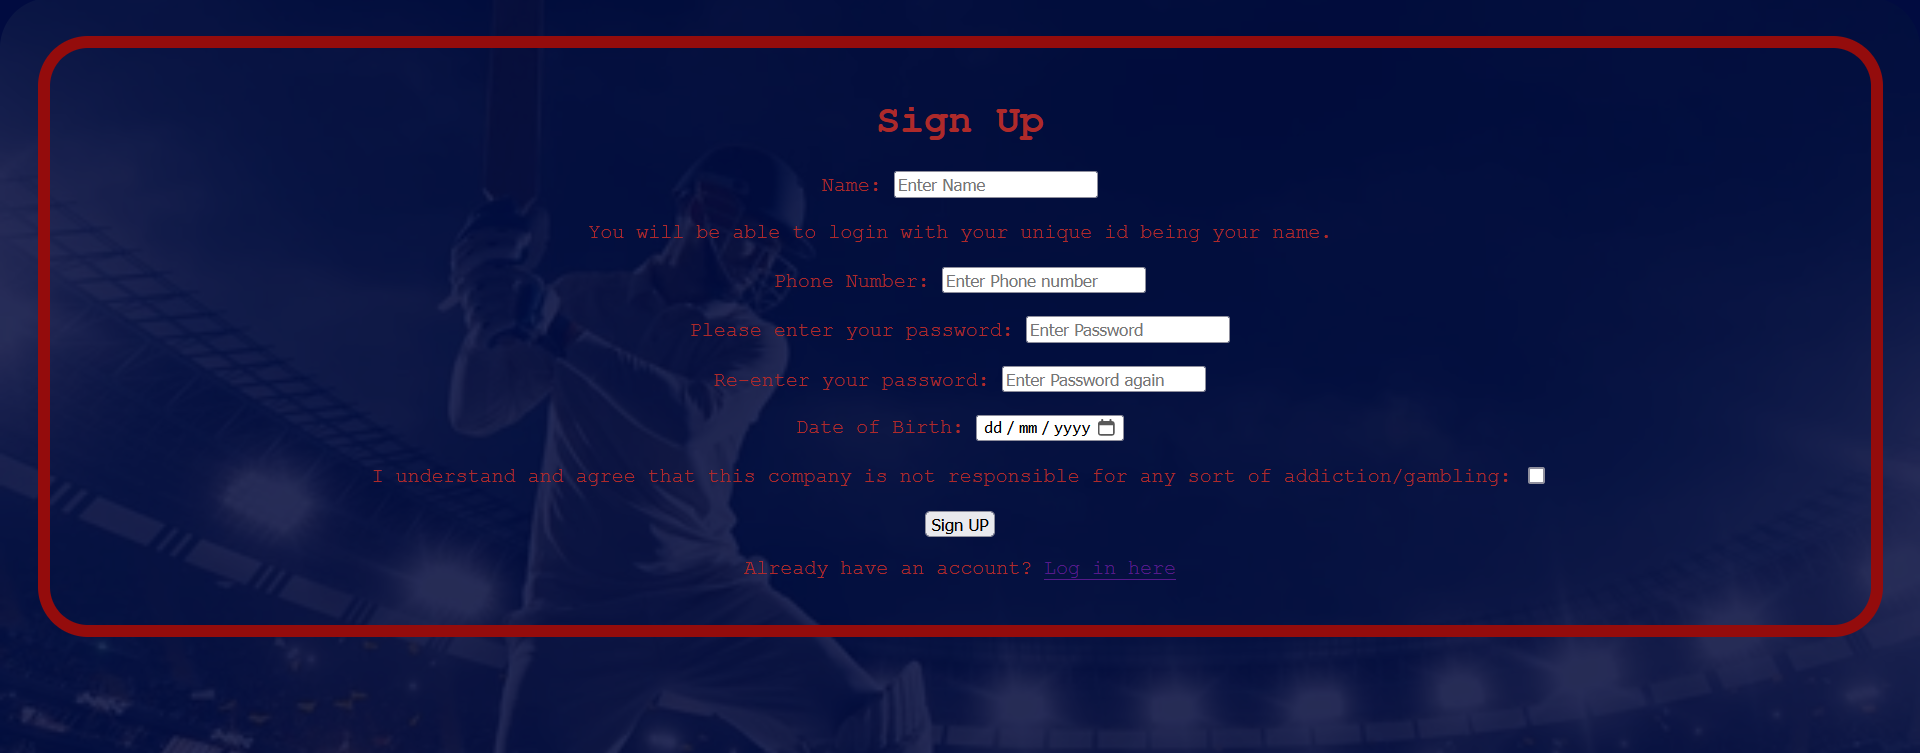 Sign Up
Name: Enter Name
You will be able to login with your unique id being your name.
Phone Number: Enter Phone number
Please enter your password: Enter Password
Re-enter your password: Enter Password again
Date of Birth: dd/mm/yyyy
I understand and agree that this company is not responsible for any sort of addiction/gambling:
Sign UP
Already have an account? Log in here